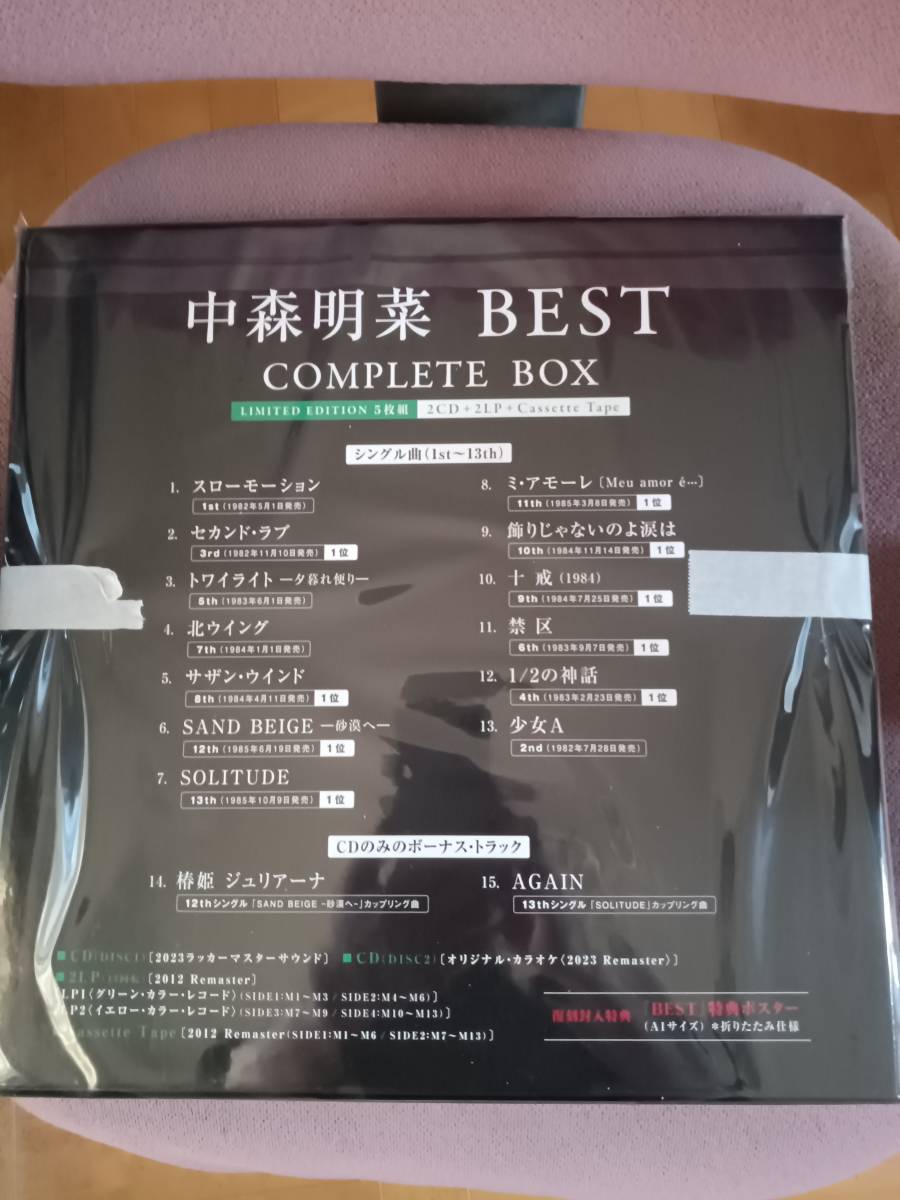 中森明菜 BEST
COMPLETE BOX
LIMITED EDITION 5枚組 2CD+2LP+Cassette Tape
シングル曲(1st〜13th)
1. スローモーション
1st(1982年5月1日発売)
2. セカンド・ラブ
3rd(1982年11月10日発売) 1位
3. トワイライト ―夕暮れ便り―
5th(1983年6月1日発売)
4. 北ウイング
7th(1984年1月1日発売)
5. サザン・ウインド
8th(1984年4月11日発売) 1位
6. SAND BEIGE ―砂漠へ―
12th(1985年6月19日発売) 1位
7. SOLITUDE
13th(1985年10月9日発売) 1位
8. ミ・アモーレ〔Meu amor é…〕
11th(1985年3月8日発売) 1位
9. 飾りじゃないのよ涙は
10th(1984年11月14日発売) 1位
10. 十戒(1984)
9th(1984年7月25日発売) 1位
11. 禁区
6th(1983年9月7日発売) 1位
12. 1/2の神話
4th(1983年2月23日発売) 1位
13. 少女A
2nd(1982年7月28日発売)
CDのみのボーナス・トラック
14. 椿姫 ジュリアーナ
12thシングル「SAND BEIGE -砂漠へ-」カップリング曲
15. AGAIN
13thシングル「SOLITUDE」カップリング曲
■CD(DISC1)[2023ラッカーマスターサウンド] ■CD(DISC2)[オリジナル・カラオケ〈2023 Remaster〉]
■2LP [2012 Remaster]
LP1〈グリーン・カラー・レコード〉(SIDE1:M1〜M3 / SIDE2:M4〜M6)]
LP2〈イエロー・カラー・レコード〉(SIDE3:M7〜M9 / SIDE4:M10〜M13)]
Cassette Tape[2012 Remaster(SIDE1:M1〜M6 / SIDE2:M7〜M13)]
復刻封入特典 「BEST」特典ポスター
(A1サイズ)*折りたたみ仕様